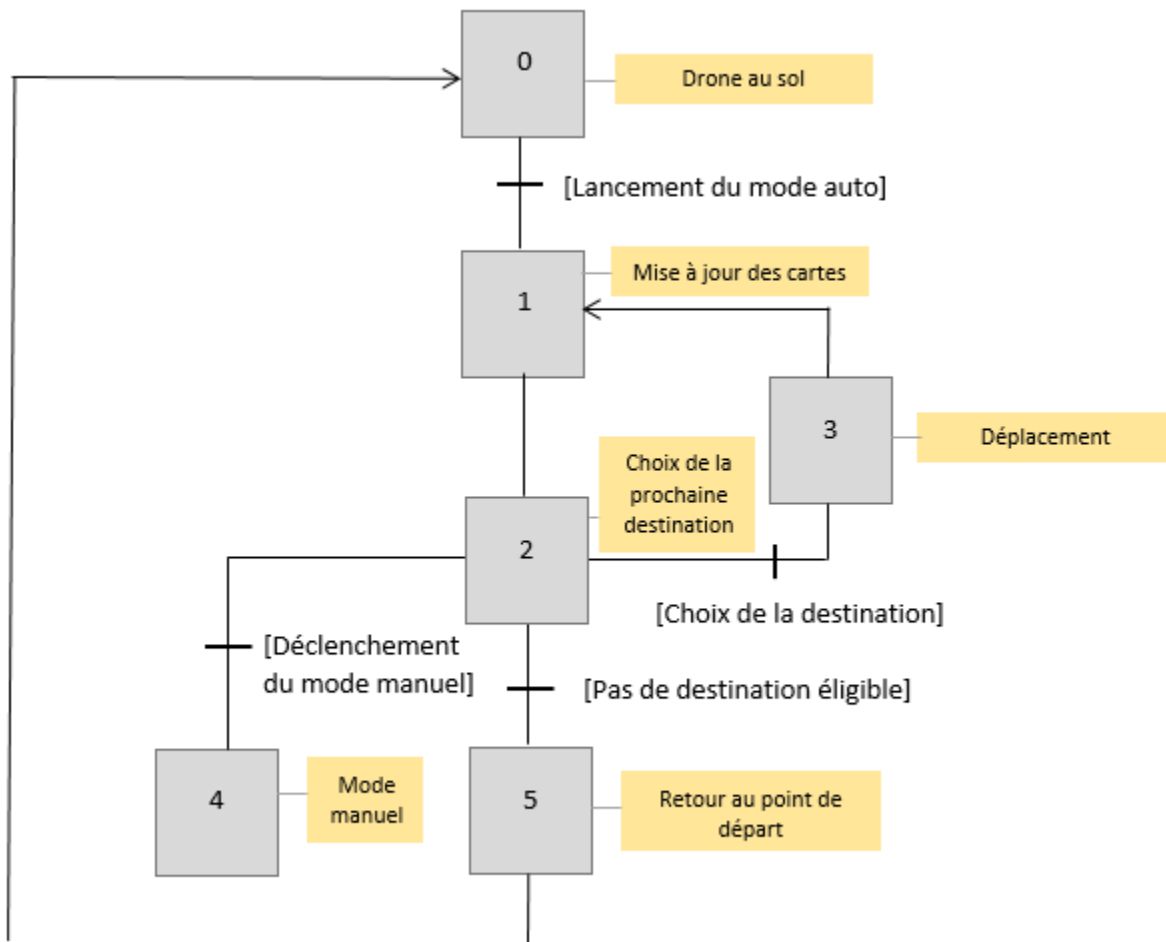 0
Drone au sol
[Lancement du mode auto]
Mise à jour des cartes
1
3
Déplacement
Choix de la
prochaine
destination
2
[Choix de la destination]
[Déclenchement
du mode manuel]
[Pas de destination éligible]
4
Mode
manuel
5
Retour au point de
départ